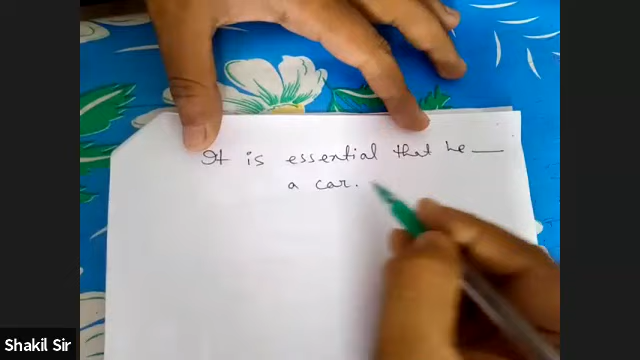 It is essential that he ___
a car.
Shakil Sir